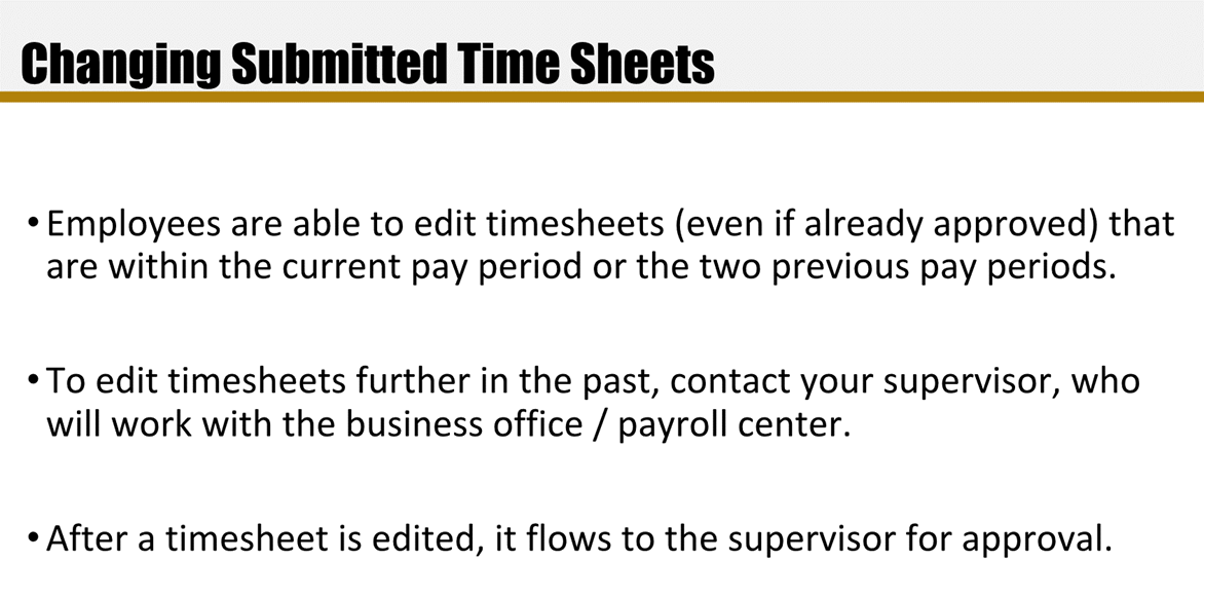 Changing Submitted Time Sheets
•Employees are able to edit timesheets (even if already approved) that
are within the current pay period or the two previous pay periods.
•To edit timesheets further in the past, contact your supervisor, who
will work with the business office / payroll center.
•After a timesheet is edited, it flows to the supervisor for approval.